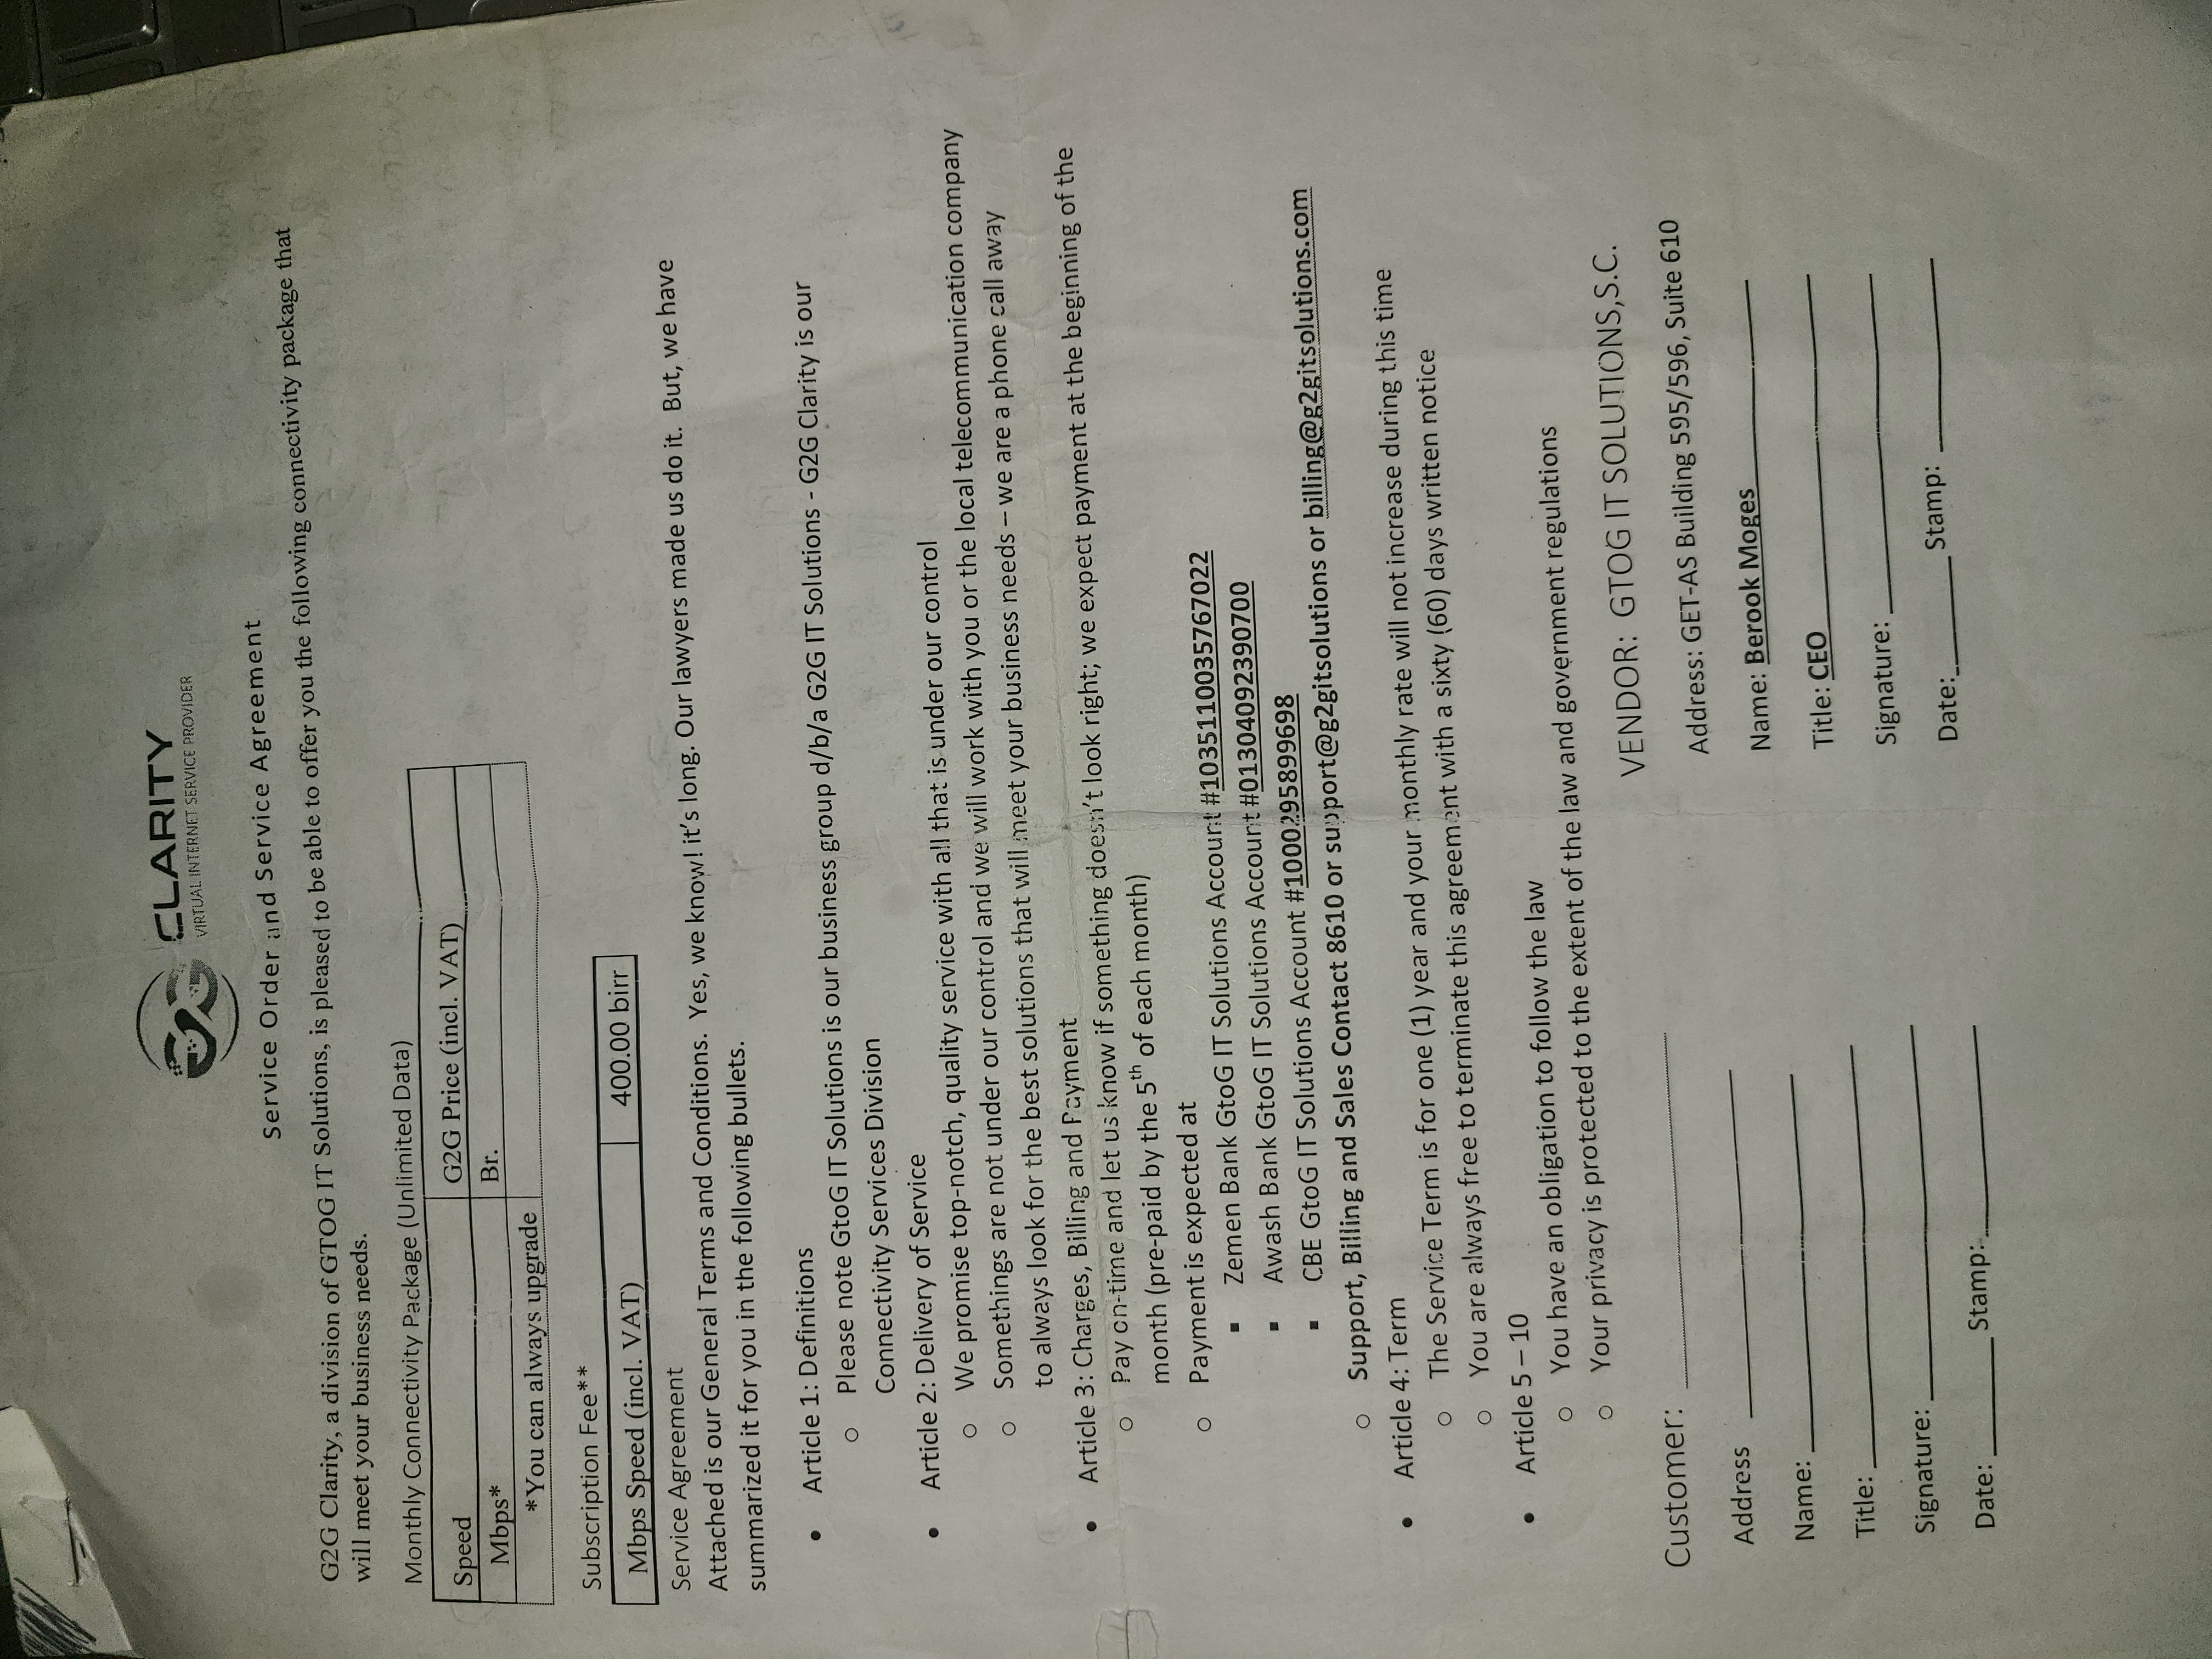 CLARITY
VIRTUAL INTERNET SERVICE PROVIDER
Service Order and Service Agreement
G2G Clarity, a division of GTOG IT Solutions, is pleased to be able to offer you the following connectivity package that
will meet your business needs.
Monthly Connectivity Package (Unlimited Data)
Speed G2G Price (incl. VAT)
Mbps* Br.
*You can always upgrade
Subscription Fee**
Mbps Speed (incl. VAT) 400.00 birr
Service Agreement
Attached is our General Terms and Conditions. Yes, we know! it's long. Our lawyers made us do it. But, we have
summarized it for you in the following bullets.
• Article 1: Definitions
o Please note GtoG IT Solutions is our business group d/b/a G2G IT Solutions - G2G Clarity is our
Connectivity Services Division
• Article 2: Delivery of Service
o We promise top-notch, quality service with all that is under our control
o Somethings are not under our control and we will work with you or the local telecommunication company
to always look for the best solutions that will meet your business needs – we are a phone call away
• Article 3: Charges, Billing and Payment
o Pay on-time and let us know if something doesn't look right; we expect payment at the beginning of the
month (pre-paid by the 5th of each month)
o Payment is expected at
▪ Zemen Bank GtoG IT Solutions Account #1035110035767022
▪ Awash Bank GtoG IT Solutions Account #01304092390700
▪ CBE GtoG IT Solutions Account #1000295899698
o Support, Billing and Sales Contact 8610 or support@g2gitsolutions or billing@g2gitsolutions.com
• Article 4: Term
o The Service Term is for one (1) year and your monthly rate will not increase during this time
o You are always free to terminate this agreement with a sixty (60) days written notice
• Article 5 – 10
o You have an obligation to follow the law
o Your privacy is protected to the extent of the law and government regulations
VENDOR: GTOG IT SOLUTIONS,S.C.
Customer:
Address: GET-AS Building 595/596, Suite 610
Address
Name: Berook Moges
Name:
Title: CEO
Title:
Signature:
Signature:
Date: Stamp:
Date: Stamp: